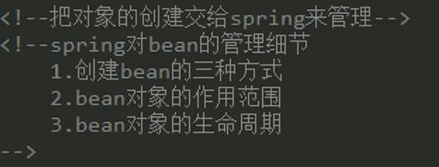 <!--把对象的创建交给spring来管理-->
<!--spring对bean的管理细节
1.创建bean的三种方式
2.bean对象的作用范围
3.bean对象的生命周期
-->